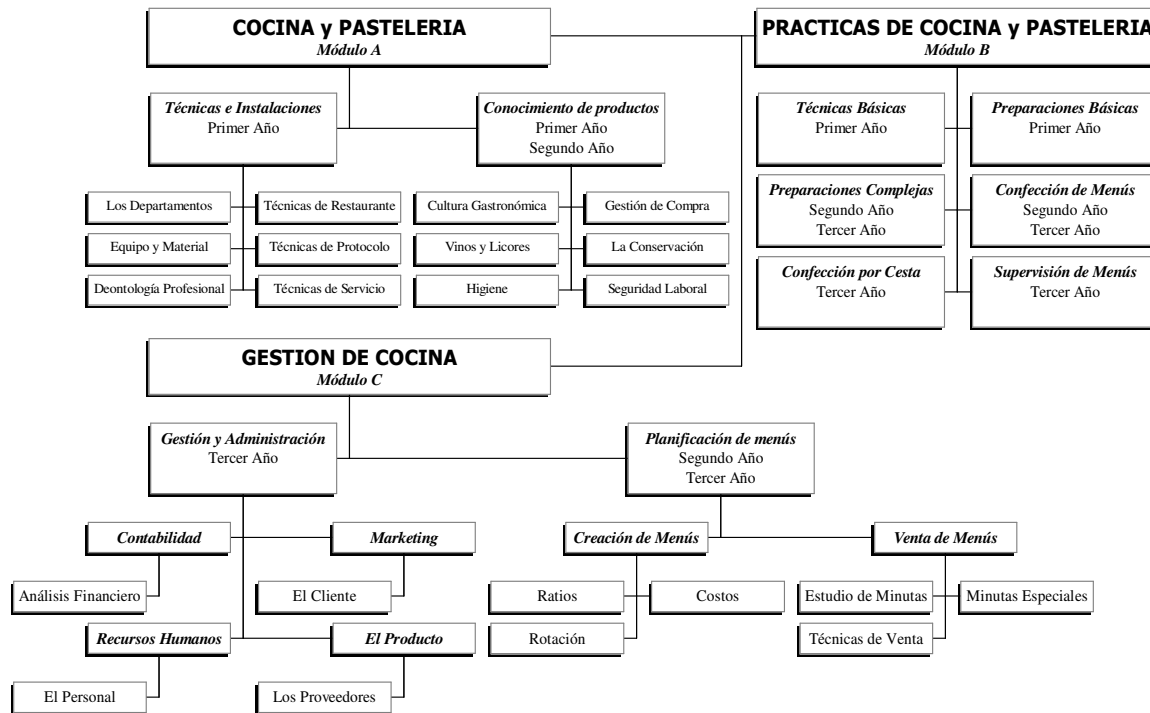 COCINA y PASTELERIA
Módulo A
PRACTICAS DE COCINA y PASTELERIA
Módulo B
Técnicas e Instalaciones
Primer Año
Conocimiento de productos
Primer Año
Segundo Año
Técnicas Básicas
Primer Año
Preparaciones Básicas
Primer Año
Los Departamentos
Técnicas de Restaurante
Cultura Gastronómica
Gestión de Compra
Equipo y Material
Técnicas de Protocolo
Vinos y Licores
La Conservación
Deontología Profesional
Técnicas de Servicio
Higiene
Seguridad Laboral
Preparaciones Complejas
Segundo Año
Tercer Año
Confección de Menús
Segundo Año
Tercer Año
Confección por Cesta
Tercer Año
Supervisión de Menús
Tercer Año
GESTION DE COCINA
Módulo C
Gestión y Administración
Tercer Año
Planificación de menús
Segundo Año
Tercer Año
Contabilidad
Marketing
Creación de Menús
Venta de Menús
Análisis Financiero
El Cliente
Ratios
Costos
Estudio de Minutas
Minutas Especiales
Recursos Humanos
El Producto
Rotación
Técnicas de Venta
El Personal
Los Proveedores